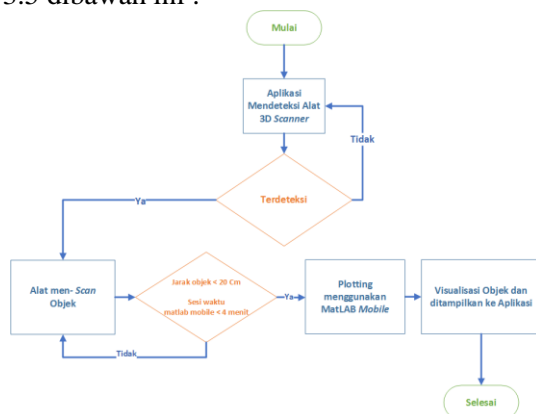 3.3 dibawah ini :
Mulai
Aplikasi
Mendeteksi Alat
3D Scanner
Tidak
Terdeteksi
Ya
Alat men- Scan
Objek
Jarak objek < 20 Cm
Sesi waktu
matlab mobile < 4 menit
Ya
Tidak
Plotting
menggunakan
MatLAB Mobile
Visualisasi Objek dan
ditampilkan ke Aplikasi
Selesai